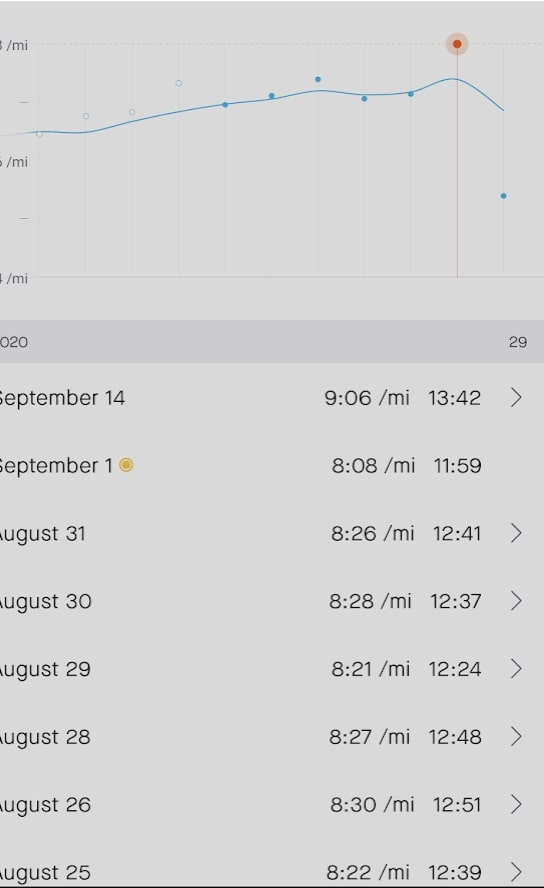 /mi
/mi
/mi
020 29
September 14 9:06 /mi 13:42
September 1 8:08 /mi 11:59
August 31 8:26 /mi 12:41
August 30 8:28 /mi 12:37
August 29 8:21 /mi 12:24
August 28 8:27 /mi 12:48
August 26 8:30 /mi 12:51
August 25 8:22 /mi 12:39